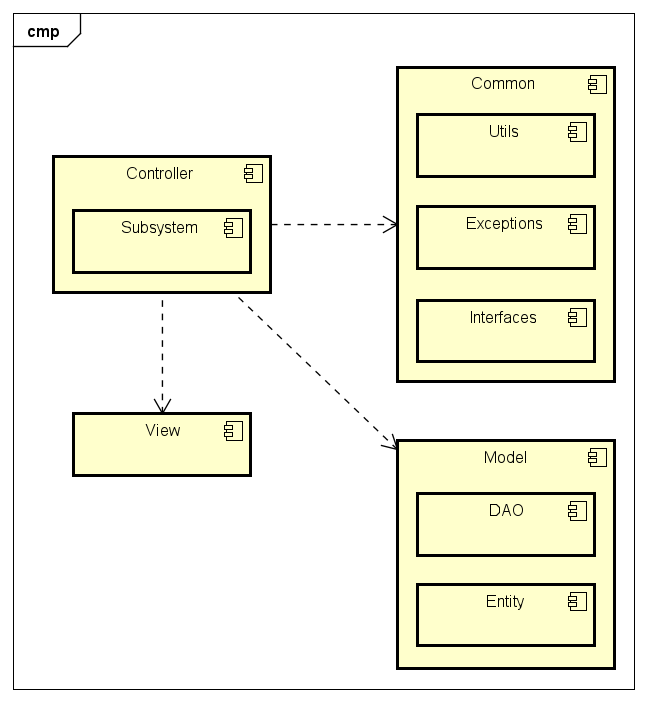 cmp
Common
Utils
Controller
Subsystem
Exceptions
Interfaces
View
Model
DAO
Entity